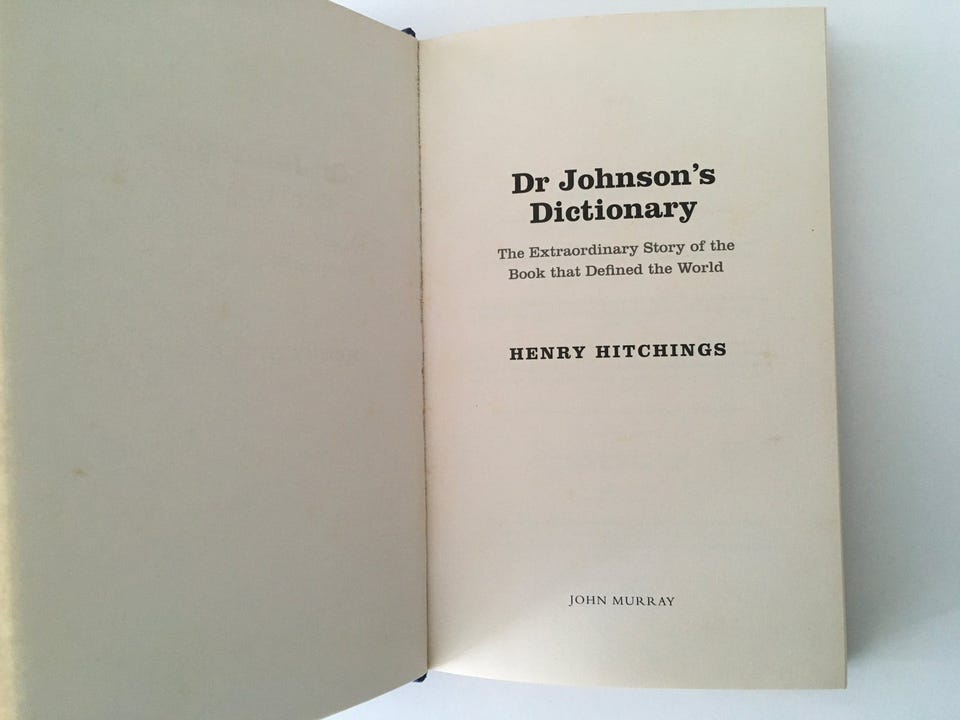 Dr Johnson's
Dictionary
The Extraordinary Story of the
Book that Defined the World
HENRY HITCHINGS
JOHN MURRAY